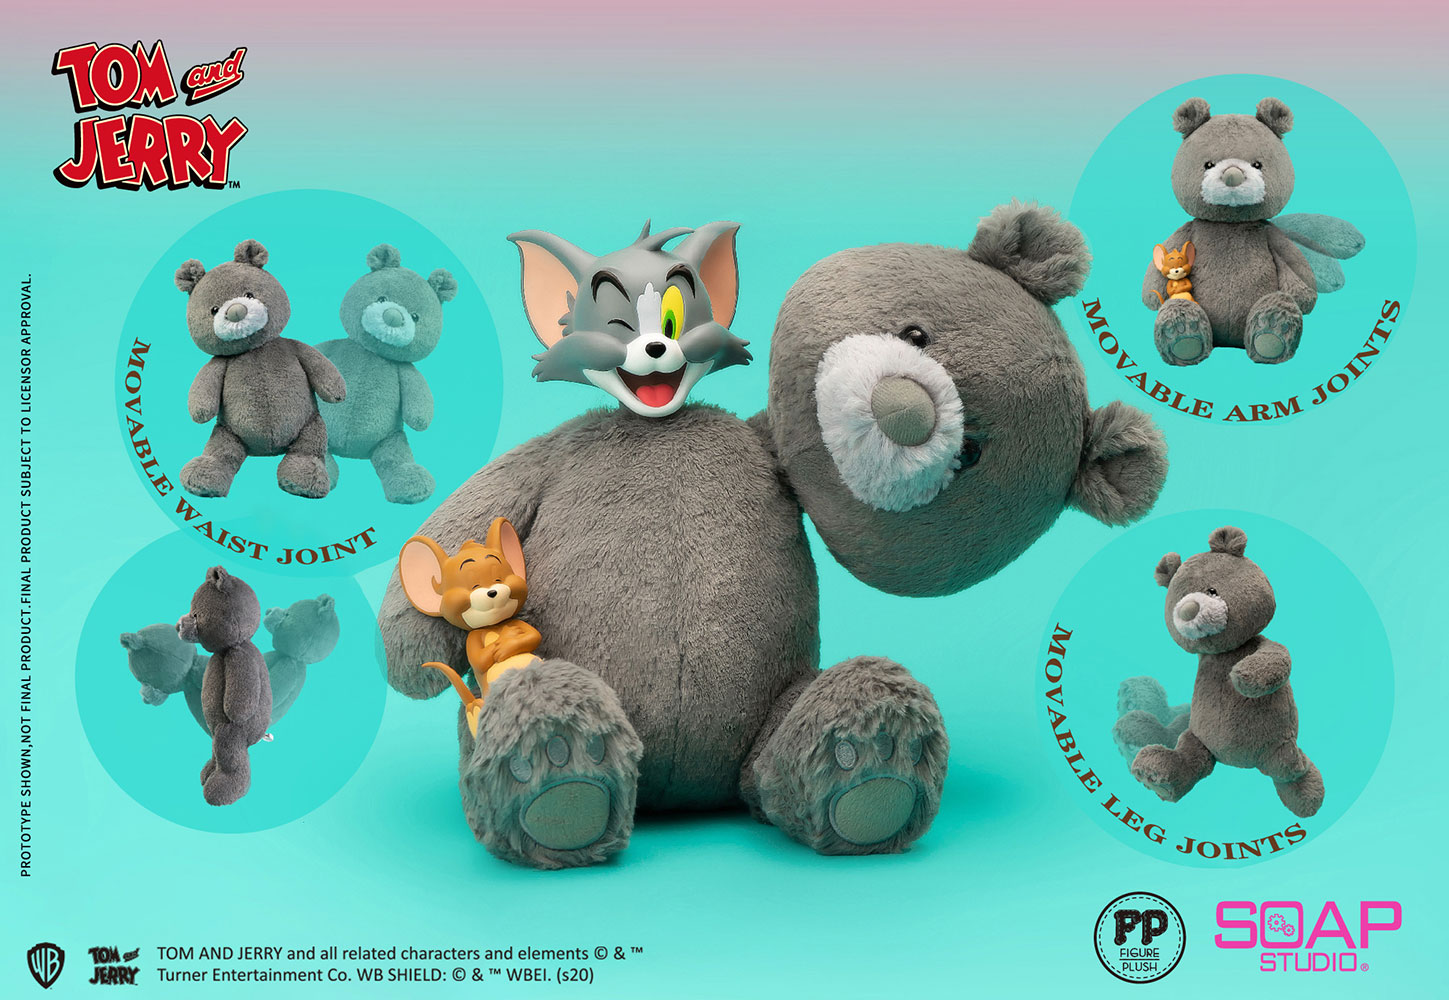 TOM and
JERRY™
MOVABLE WAIST JOINT
MOVABLE ARM JOINTS
MOVABLE LEG JOINTS
PROTOTYPE SHOWN,NOT FINAL PRODUCT.FINAL PRODUCT SUBJECT TO LICENSOR APPROVAL.
WB
TOM and
JERRY
TOM AND JERRY and all related characters and elements © & ™
Turner Entertainment Co. WB SHIELD: © & ™ WBEI. (s20)
FP
FIGURE
PLUSH
SOAP
STUDIO®